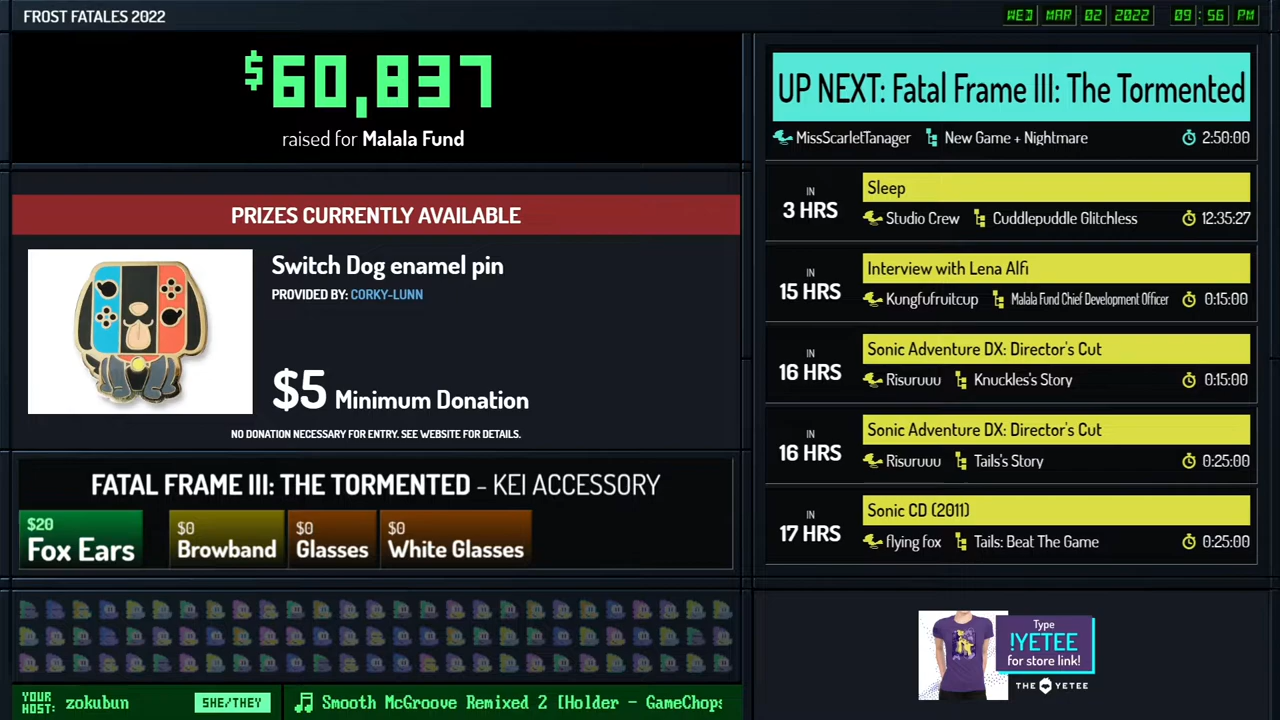 FROST FATALES 2022
WED MAR 02 2022 09:56 PM
$60,837
raised for Malala Fund
PRIZES CURRENTLY AVAILABLE
Switch Dog enamel pin
PROVIDED BY: CORKY-LUNN
$5 Minimum Donation
NO DONATION NECESSARY FOR ENTRY. SEE WEBSITE FOR DETAILS.
FATAL FRAME III: THE TORMENTED - KEI ACCESSORY
$20
Fox Ears
$0
Browband
$0
Glasses
$0
White Glasses
UP NEXT: Fatal Frame III: The Tormented
MissScarletTanager New Game + Nightmare 2:50:00
IN
3 HRS
Sleep
Studio Crew Cuddlepuddle Glitchless 12:35:27
IN
15 HRS
Interview with Lena Alfi
Kungfufruitcup Malala Fund Chief Development Officer 0:15:00
IN
16 HRS
Sonic Adventure DX: Director's Cut
Risuruuu Knuckles's Story 0:15:00
IN
16 HRS
Sonic Adventure DX: Director's Cut
Risuruuu Tails's Story 0:25:00
IN
17 HRS
Sonic CD (2011)
flying fox Tails: Beat The Game 0:25:00
Type
!YETEE
for store link!
THE YETEE
YOUR
HOST: zokubun SHE/THEY Smooth McGroove Remixed 2 [Holder - GameChops